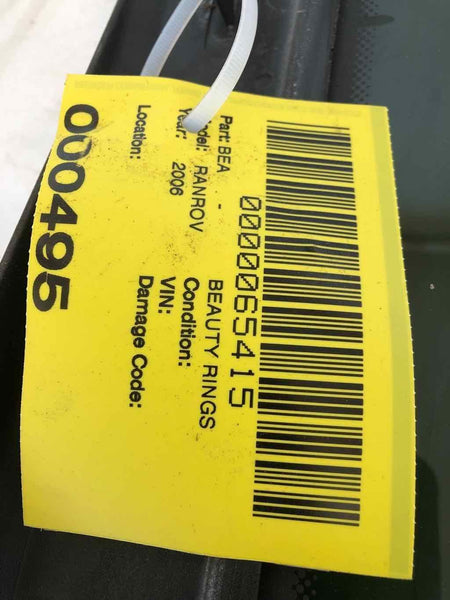 0000065415
Part: BEA - BEAUTY RINGS
Model: RANROV Condition:
Year: 2006 VIN:
Location: Damage Code:
000495